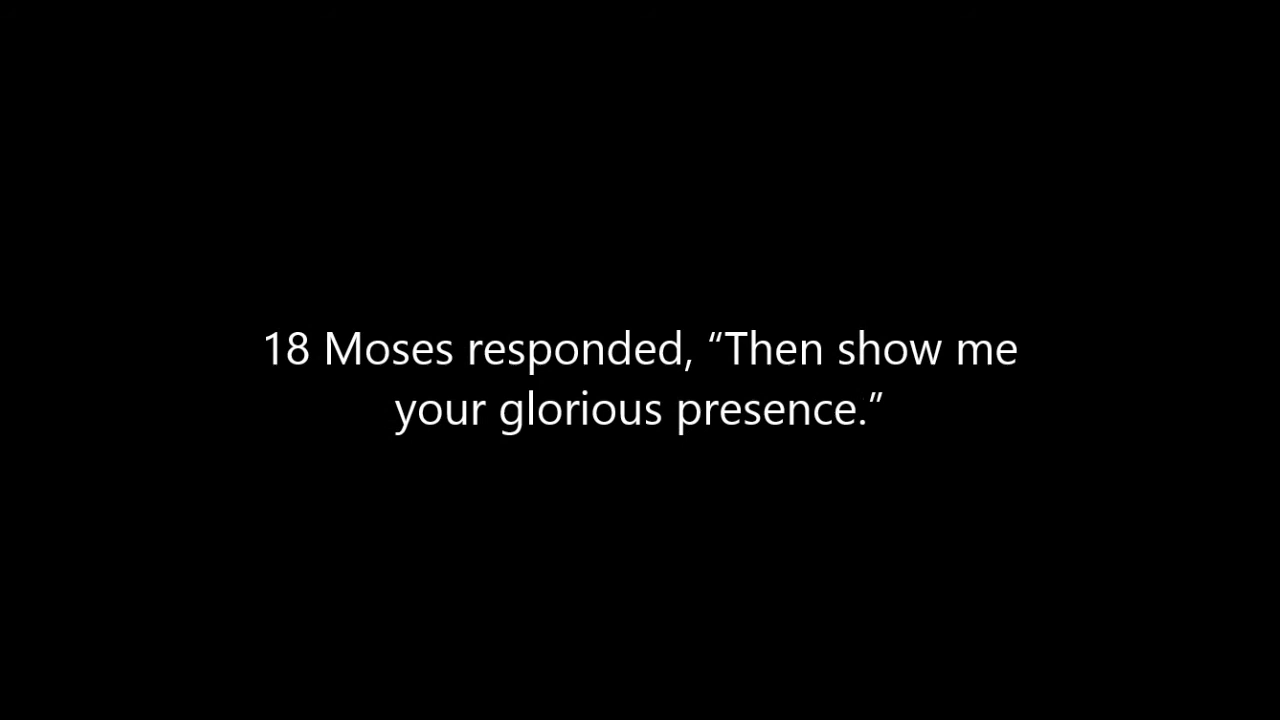 18 Moses responded, “Then show me
your glorious presence.”